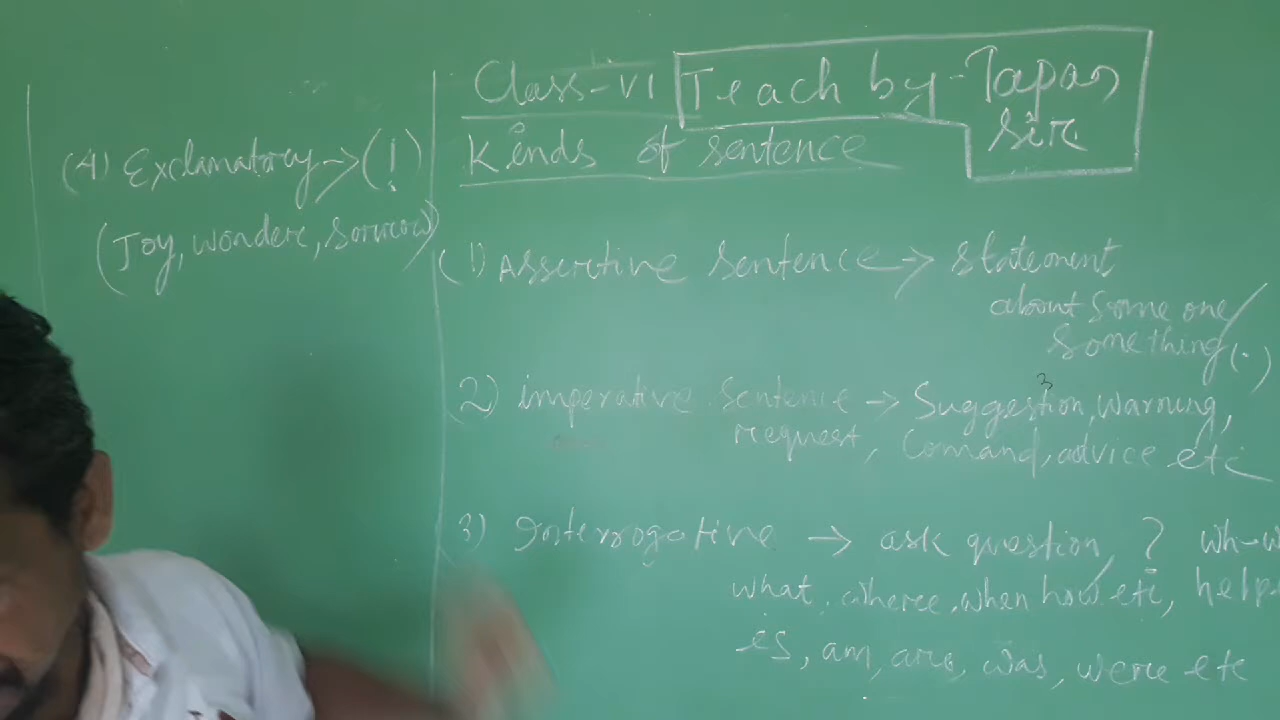 Class-VI Teach by-Tapas
Sir
Kinds of sentence
(1) Assertive sentence → statement
about some one/
something(.)
(2) imperative sentence → Suggestion, warning,
request, Comand, advice etc
3) Interrogative → ask question, ? wh-w
what, where, when how etc, help
is, am, are, was, were etc
(4) Exclamatory → (!)
(Joy, wonder, sorrow)